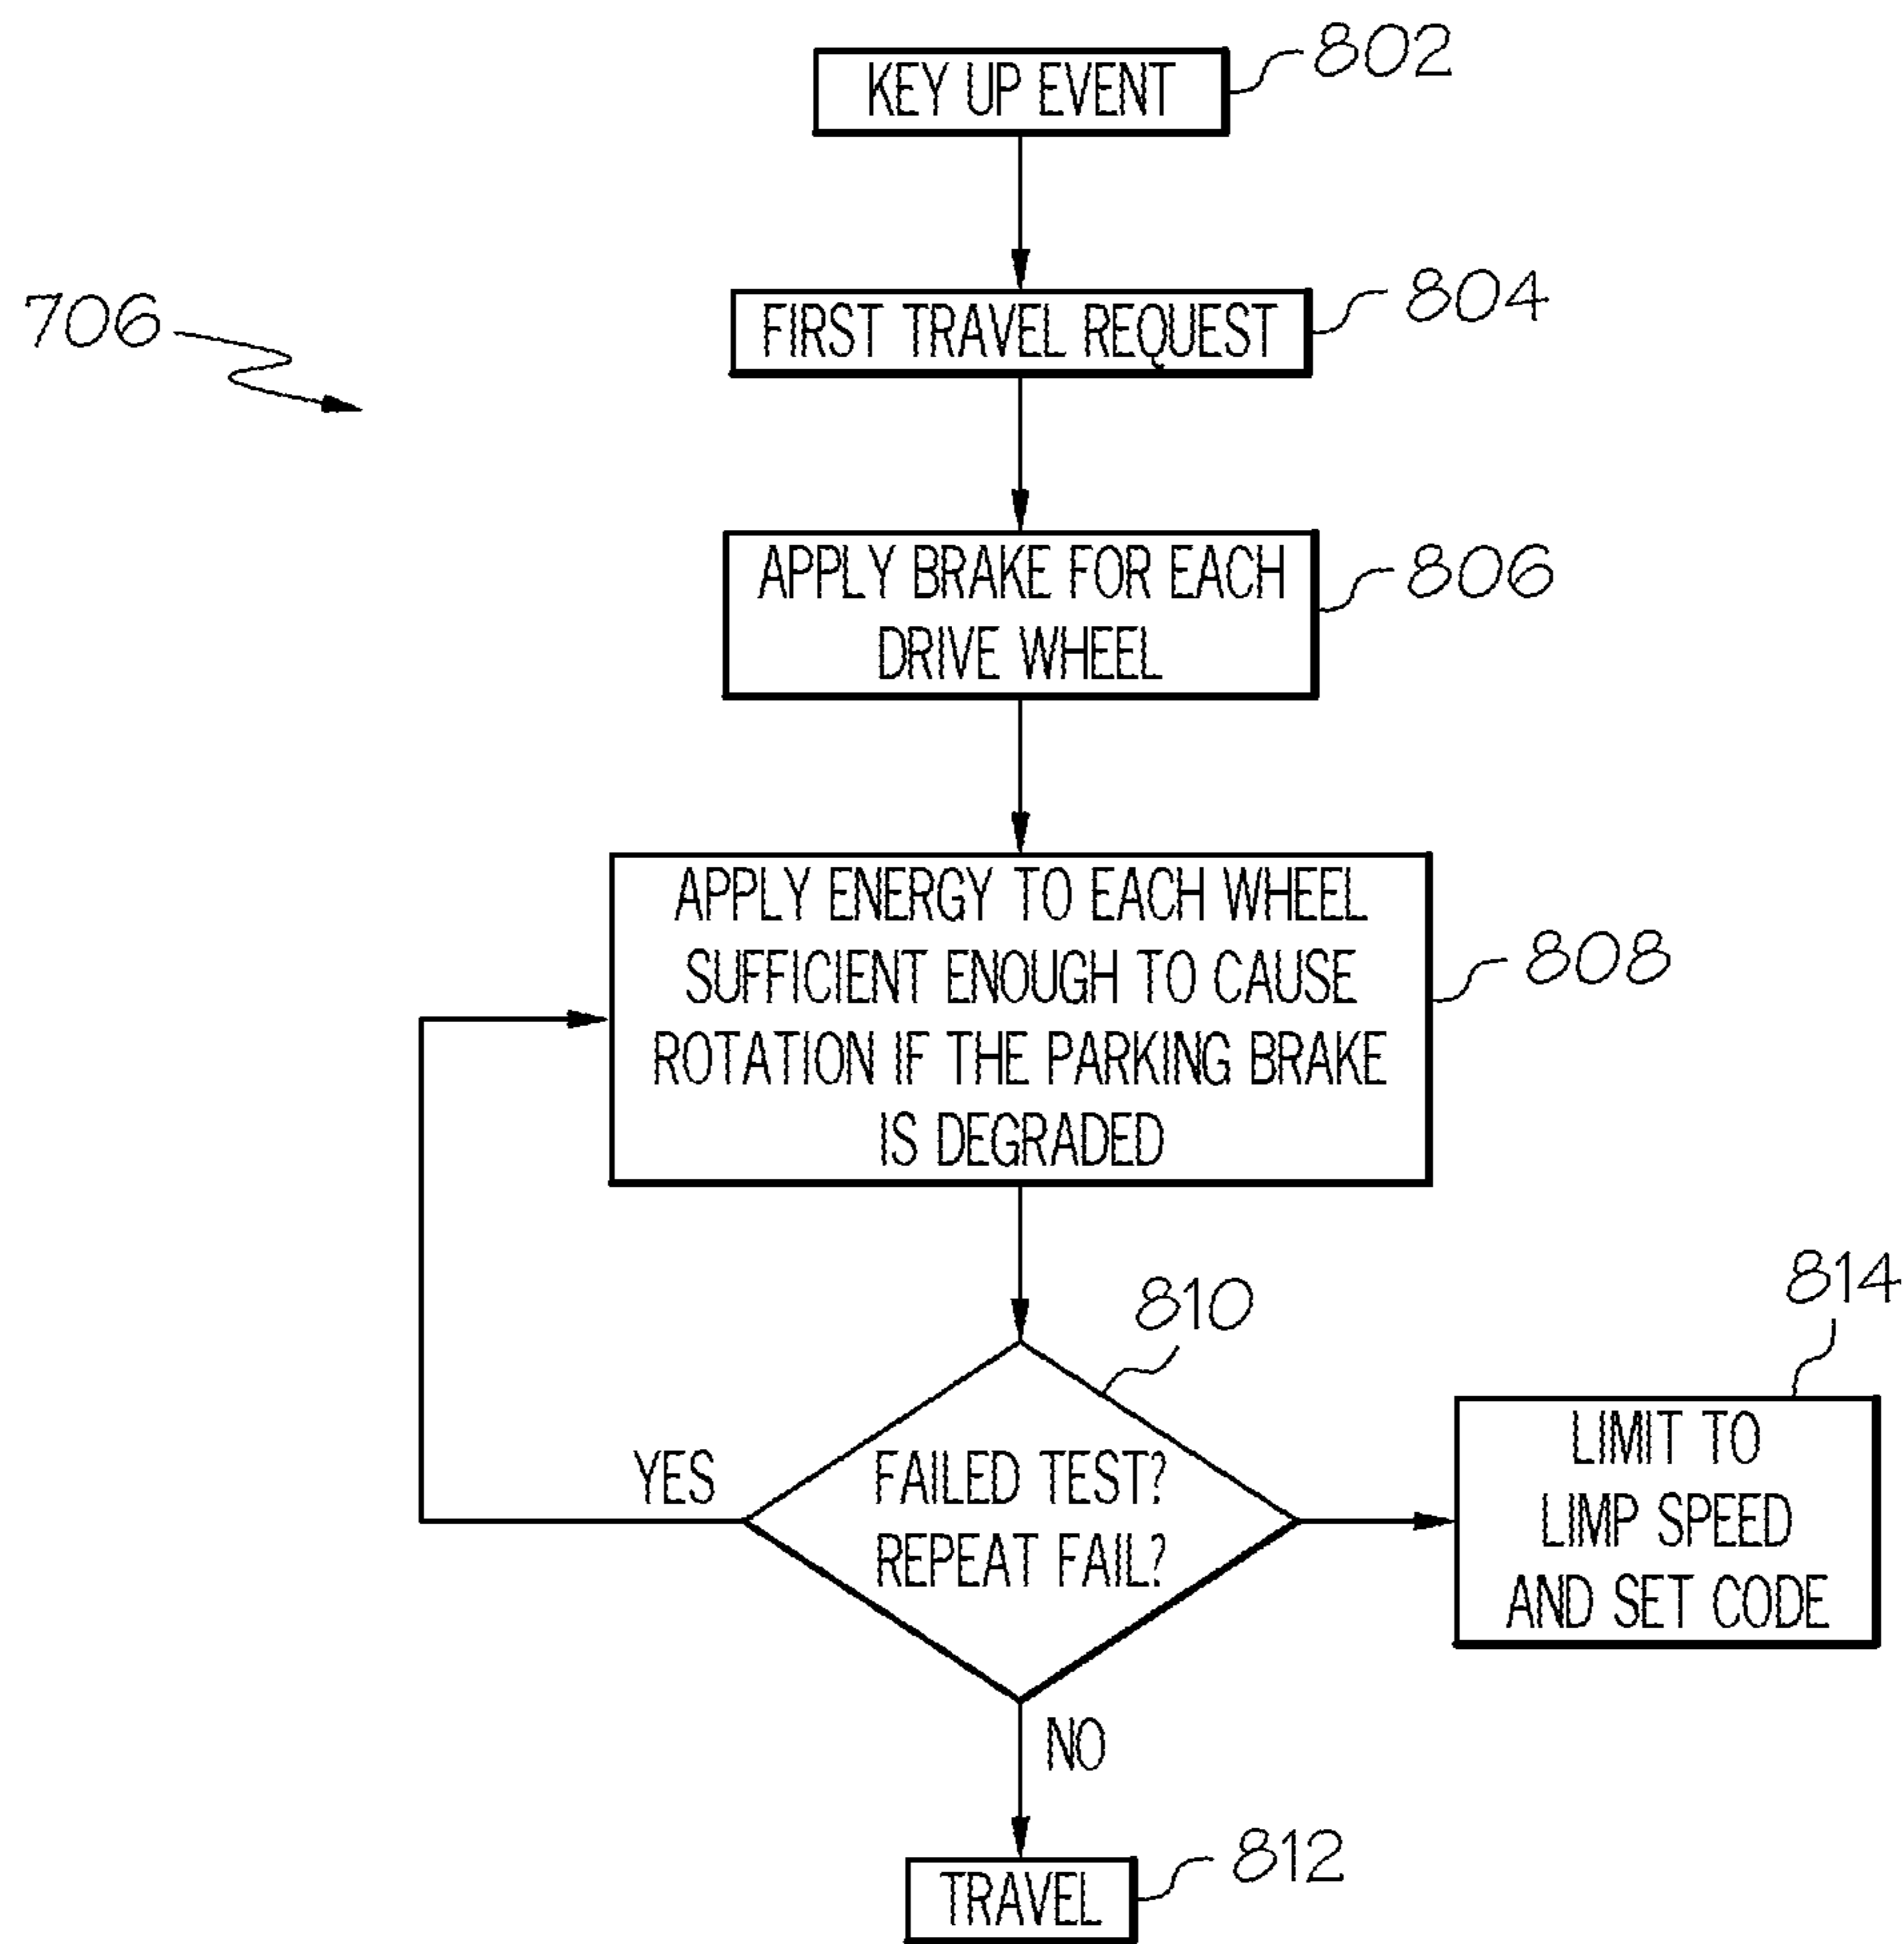 802
KEY UP EVENT
804
706
FIRST TRAVEL REQUEST
806
APPLY BRAKE FOR EACH
DRIVE WHEEL
808
APPLY ENERGY TO EACH WHEEL
SUFFICIENT ENOUGH TO CAUSE
ROTATION IF THE PARKING BRAKE
IS DEGRADED
810
814
YES
FAILED TEST?
REPEAT FAIL?
LIMIT TO
LIMP SPEED
AND SET CODE
NO
812
TRAVEL